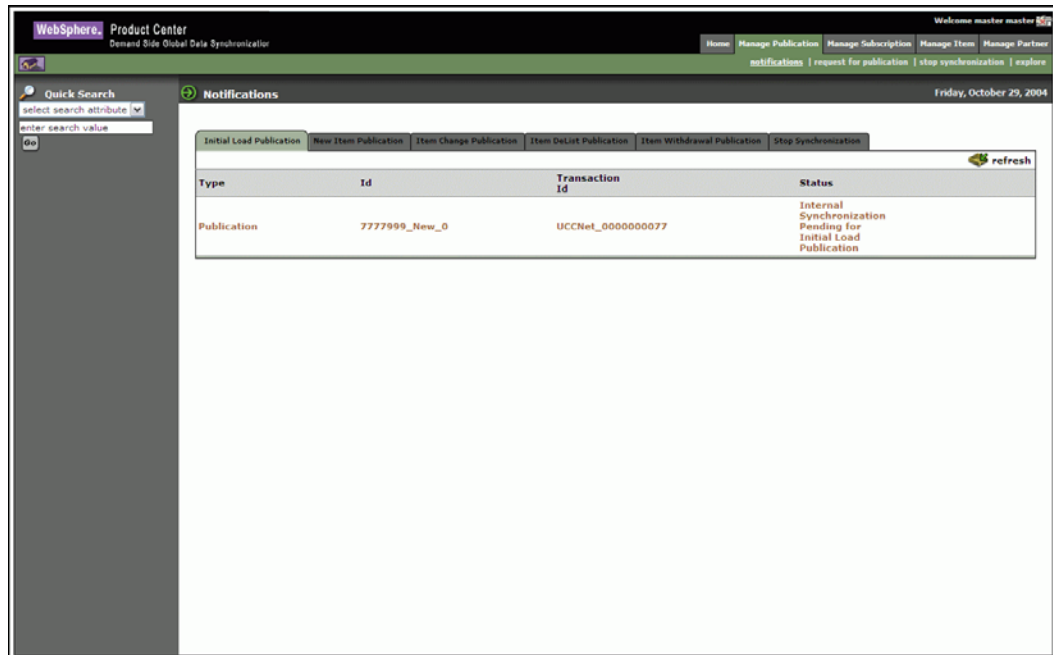 Welcome master master
WebSphere. Product Center
Demand Side Global Data Synchronization
Home Manage Publication Manage Subscription Manage Item Manage Partner
notifications | request for publication | stop synchronization | explore
Quick Search
Notifications
Friday, October 29, 2004
select search attribute
enter search value
Go
Initial Load Publication New Item Publication Item Change Publication Item DeList Publication Item Withdrawal Publication Stop Synchronization
refresh
Type Id Transaction Id Status
Publication 7777999_New_0 UCCNet_0000000077 Internal
Synchronization
Pending for
Initial Load
Publication